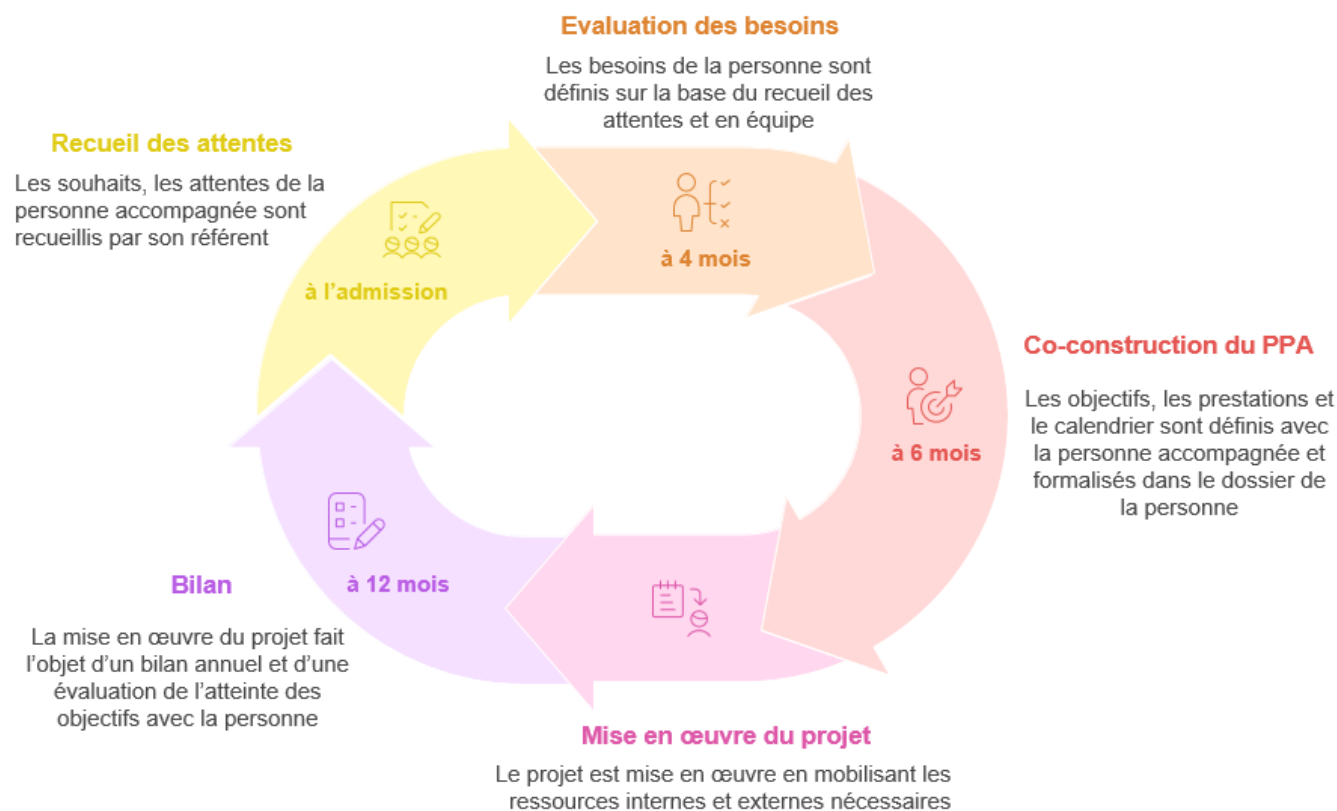 Evaluation des besoins
Les besoins de la personne sont
définis sur la base du recueil des
attentes et en équipe
Recueil des attentes
Les souhaits, les attentes de la
personne accompagnée sont
recueillis par son référent
à l'admission
à 4 mois
Co-construction du PPA
Les objectifs, les prestations et
le calendrier sont définis avec
la personne accompagnée et
formalisés dans le dossier de
la personne
à 6 mois
Bilan
à 12 mois
La mise en œuvre du projet fait
l'objet d'un bilan annuel et d'une
évaluation de l'atteinte des
objectifs avec la personne
Mise en œuvre du projet
Le projet est mise en œuvre en mobilisant les
ressources internes et externes nécessaires